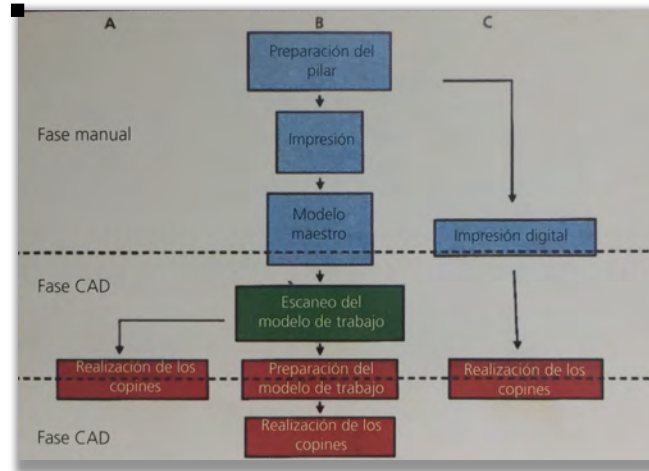 A
B
C
Preparación del
pilar
Fase manual
Impresión
Modelo
maestro
Impresión digital
Fase CAD
Escaneo del
modelo de trabajo
Realización de los
copines
Preparación del
modelo de trabajo
Realización de los
copines
Fase CAD
Realización de los
copines